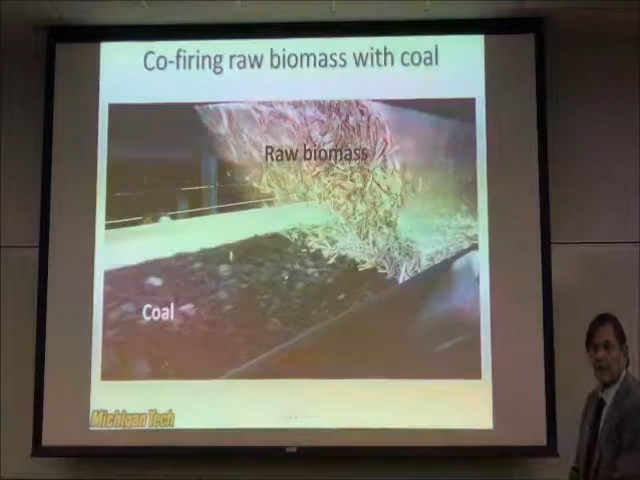 Co-firing raw biomass with coal
Raw biomass
Coal
Michigan Tech